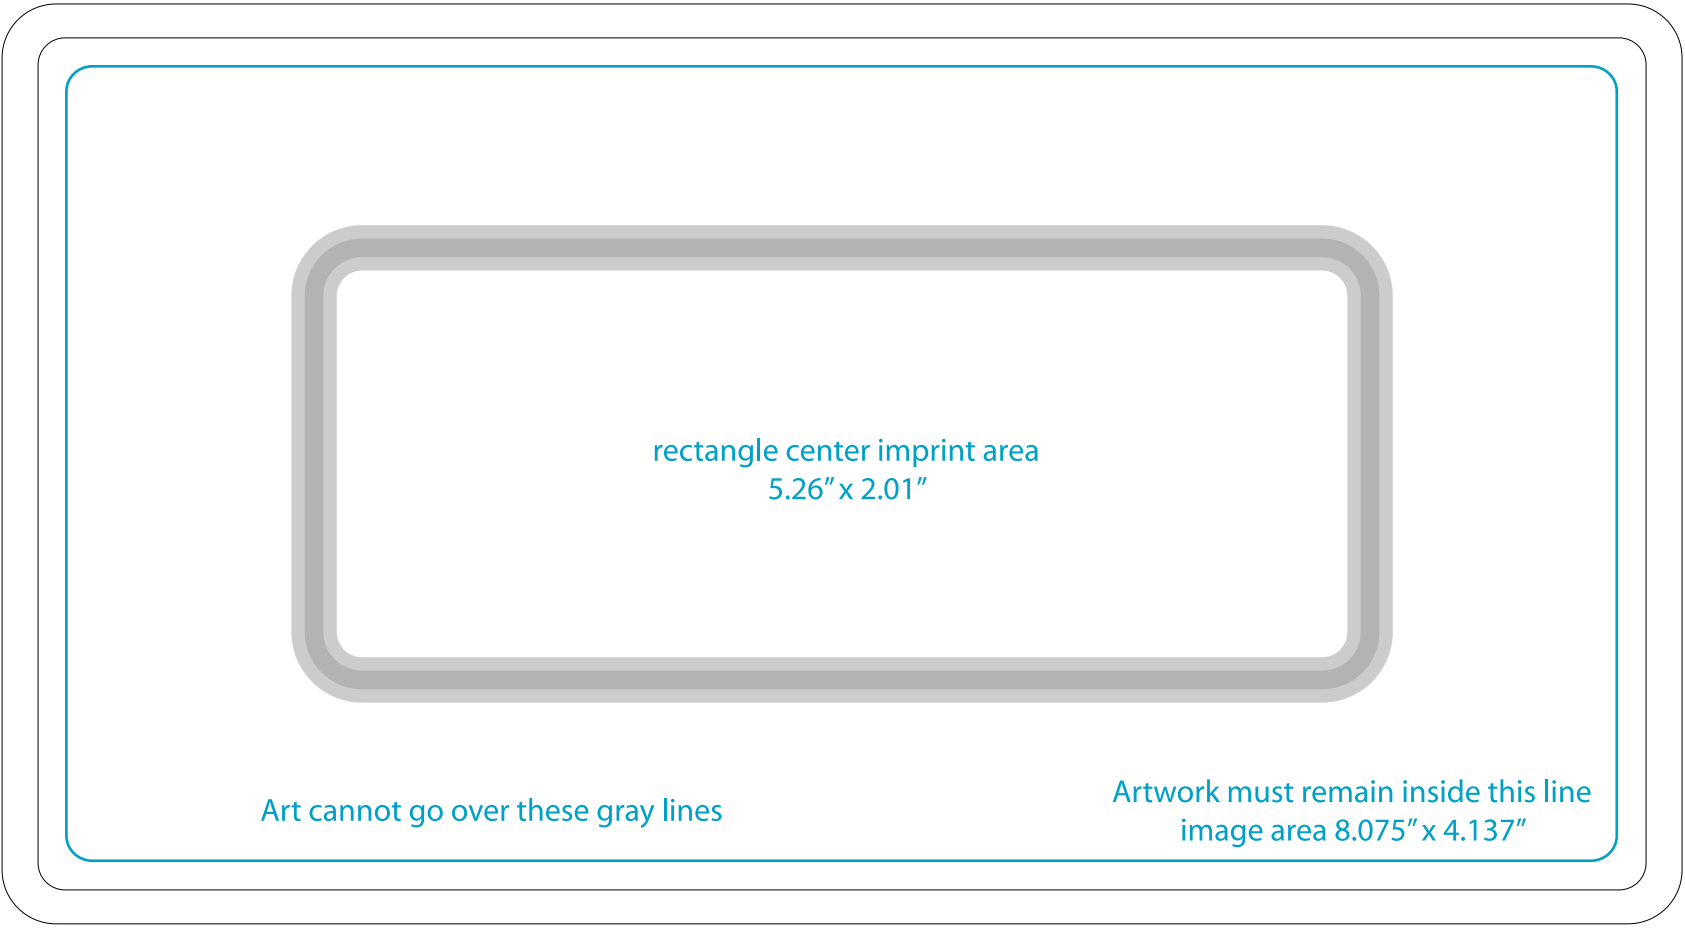 rectangle center imprint area
5.26” x 2.01”
Art cannot go over these gray lines
Artwork must remain inside this line
image area 8.075” x 4.137”